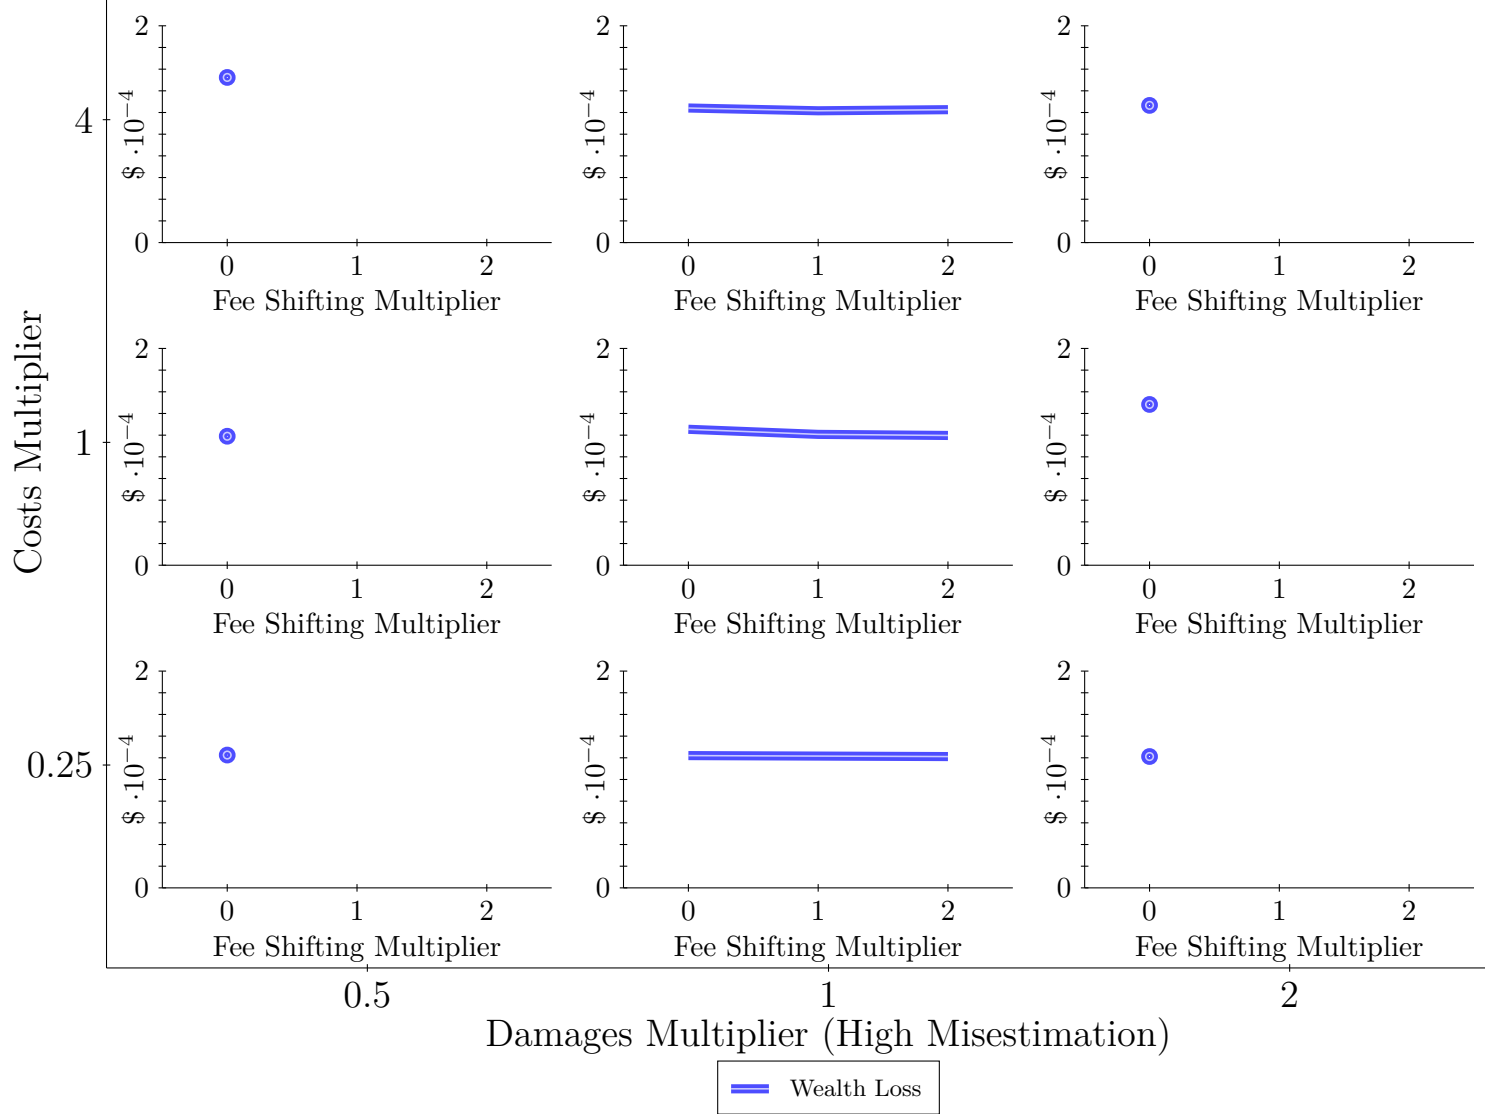 2
2
2
$ ·10−4
$ ·10−4
$ ·10−4
4
0
0
0
0 1 2
0 1 2
0 1 2
Fee Shifting Multiplier
Fee Shifting Multiplier
Fee Shifting Multiplier
Costs Multiplier
2
2
2
$ ·10−4
$ ·10−4
$ ·10−4
1
0
0
0
0 1 2
0 1 2
0 1 2
Fee Shifting Multiplier
Fee Shifting Multiplier
Fee Shifting Multiplier
2
2
2
$ ·10−4
$ ·10−4
$ ·10−4
0.25
0
0
0
0 1 2
0 1 2
0 1 2
Fee Shifting Multiplier
Fee Shifting Multiplier
Fee Shifting Multiplier
0.5 1 2
Damages Multiplier (High Misestimation)
Wealth Loss